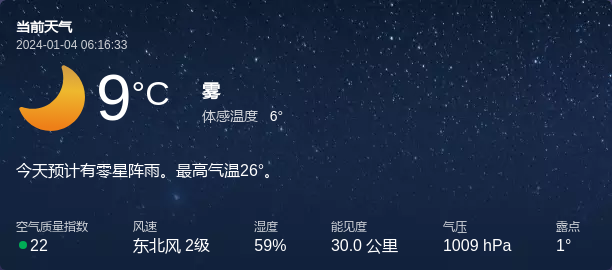 当前天气
2024-01-04 06:16:33
9°C
雾
体感温度 6°
今天预计有零星阵雨。最高气温26°。
空气质量指数 风速 湿度 能见度 气压 露点
22 东北风 2级 59% 30.0 公里 1009 hPa 1°